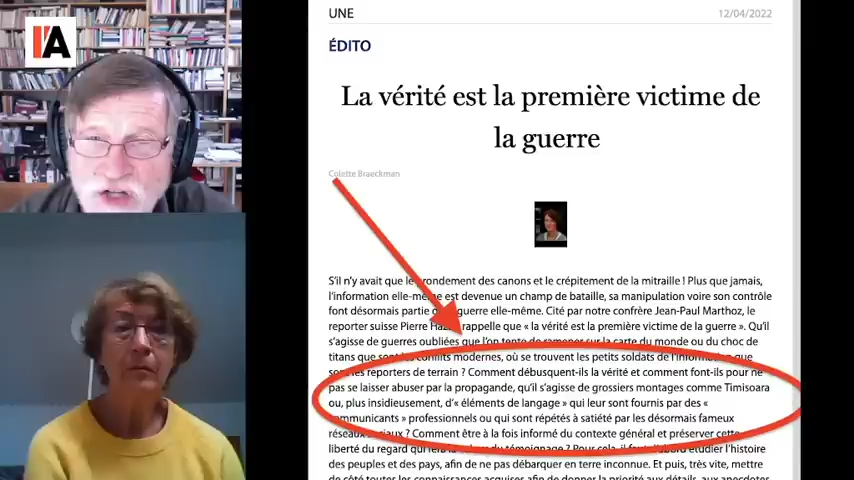 IA
UNE
12/04/2022
ÉDITO
La vérité est la première victime de
la guerre
Colette Braeckman
S'il n'y avait que le grondement des canons et le crépitement de la mitraille ! Plus que jamais,
l'information elle-même est devenue un champ de bataille, sa manipulation voire son contrôle
font désormais partie de la guerre elle-même. Cité par notre confrère Jean-Paul Marthoz, le
reporter suisse Pierre rappelle que « la vérité est la première victime de la guerre ». Qu'il
s'agisse de guerres oubliées que l'on tente de ramener sur la carte du monde ou du choc de
titans que sont les conflits modernes, où se trouvent les petits soldats de l'information que
sont les reporters de terrain ? Comment débusquent-ils la vérité et comment font-ils pour ne
pas se laisser abuser par la propagande, qu'il s'agisse de grossiers montages comme Timisoara
ou, plus insidieusement, d'« éléments de langage » qui leur sont fournis par des «
communicants » professionnels ou qui sont répétés à satiété par les désormais fameux
réseaux sociaux ? Comment être à la fois informé du contexte général et préserver cette
liberté du regard qui fera la valeur du témoignage ? Pour cela, il faut d'abord étudier l'histoire
des peuples et des pays, afin de ne pas débarquer en terre inconnue. Et puis, très vite, mettre
de côté toutes les connaissances acquises afin de donner la priorité aux détails, aux anecdotes